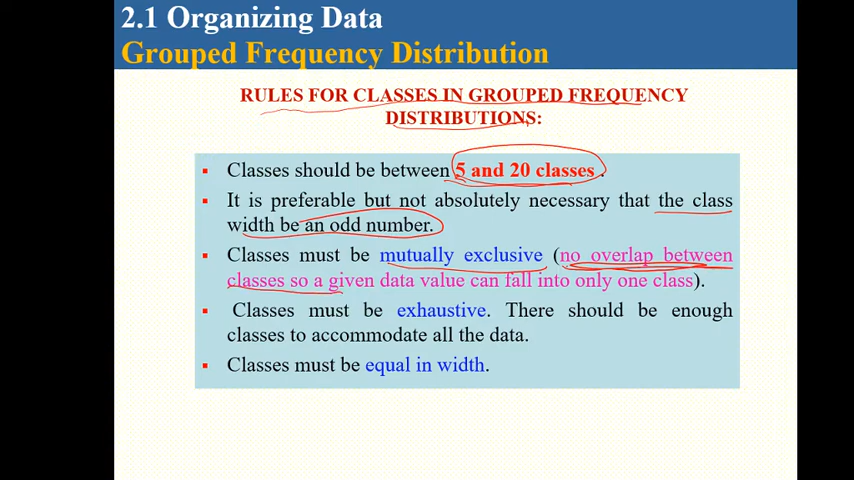 2.1 Organizing Data
Grouped Frequency Distribution
RULES FOR CLASSES IN GROUPED FREQUENCY
DISTRIBUTIONS:
▪ Classes should be between 5 and 20 classes .
▪ It is preferable but not absolutely necessary that the class
width be an odd number.
▪ Classes must be mutually exclusive (no overlap between
classes so a given data value can fall into only one class).
▪ Classes must be exhaustive. There should be enough
classes to accommodate all the data.
▪ Classes must be equal in width.